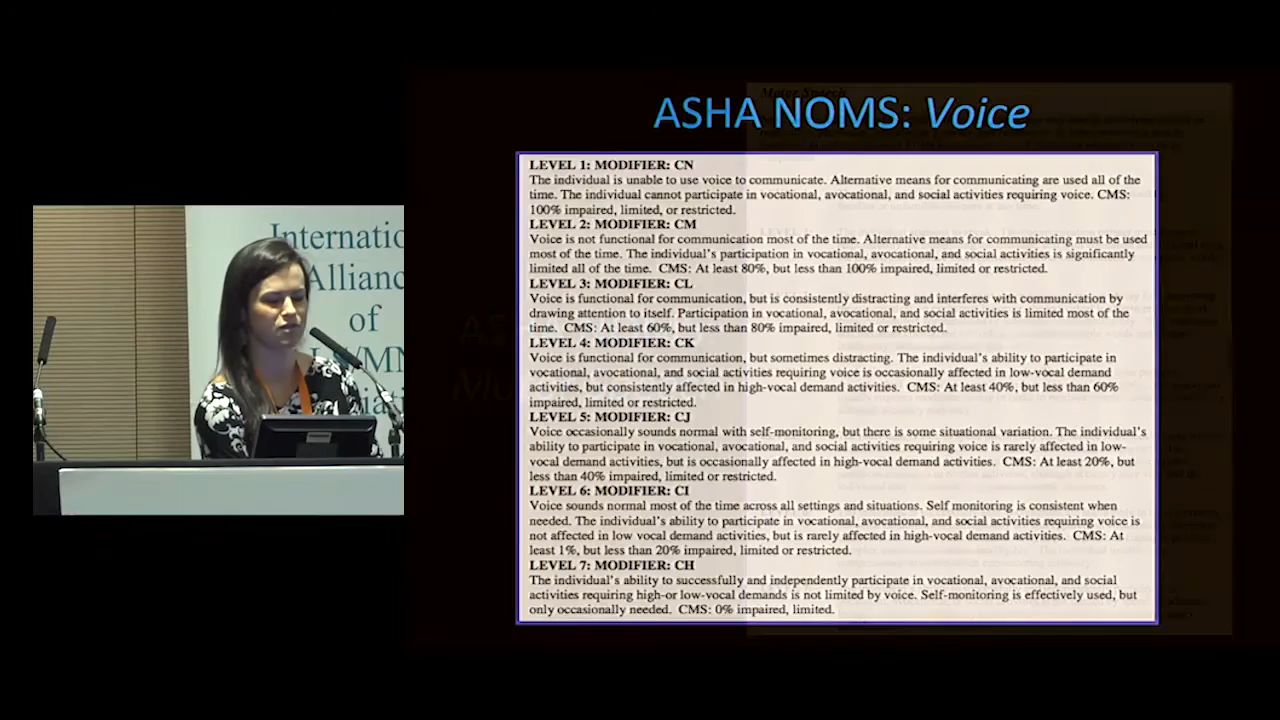 Internatio
Alliance
of
ASHA NOMS: Voice
LEVEL 1: MODIFIER: CN
The individual is unable to use voice to communicate. Alternative means for communicating are used all of the
time. The individual cannot participate in vocational, avocational, and social activities requiring voice. CMS:
100% impaired, limited, or restricted.
LEVEL 2: MODIFIER: CM
Voice is not functional for communication most of the time. Alternative means for communicating must be used
most of the time. The individual's participation in vocational, avocational, and social activities is significantly
limited all of the time. CMS: At least 80%, but less than 100% impaired, limited or restricted.
LEVEL 3: MODIFIER: CL
Voice is functional for communication, but is consistently distracting and interferes with communication by
drawing attention to itself. Participation in vocational, avocational, and social activities is limited most of the
time. CMS: At least 60%, but less than 80% impaired, limited or restricted.
LEVEL 4: MODIFIER: CK
Voice is functional for communication, but sometimes distracting. The individual's ability to participate in
vocational, avocational, and social activities requiring voice is occasionally affected in low-vocal demand
activities, but consistently affected in high-vocal demand activities. CMS: At least 40%, but less than 60%
impaired, limited or restricted.
LEVEL 5: MODIFIER: CJ
Voice occasionally sounds normal with self-monitoring, but there is some situational variation. The individual's
ability to participate in vocational, avocational, and social activities requiring voice is rarely affected in low-
vocal demand activities, but is occasionally affected in high-vocal demand activities. CMS: At least 20%, but
less than 40% impaired, limited or restricted.
LEVEL 6: MODIFIER: CI
Voice sounds normal most of the time across all settings and situations. Self monitoring is consistent when
needed. The individual's ability to participate in vocational, avocational, and social activities requiring voice is
not affected in low vocal demand activities, but is rarely affected in high-vocal demand activities. CMS: At
least 1%, but less than 20% impaired, limited or restricted.
LEVEL 7: MODIFIER: CH
The individual's ability to successfully and independently participate in vocational, avocational, and social
activities requiring high-or low-vocal demands is not limited by voice. Self-monitoring is effectively used, but
only occasionally needed. CMS: 0% impaired, limited.